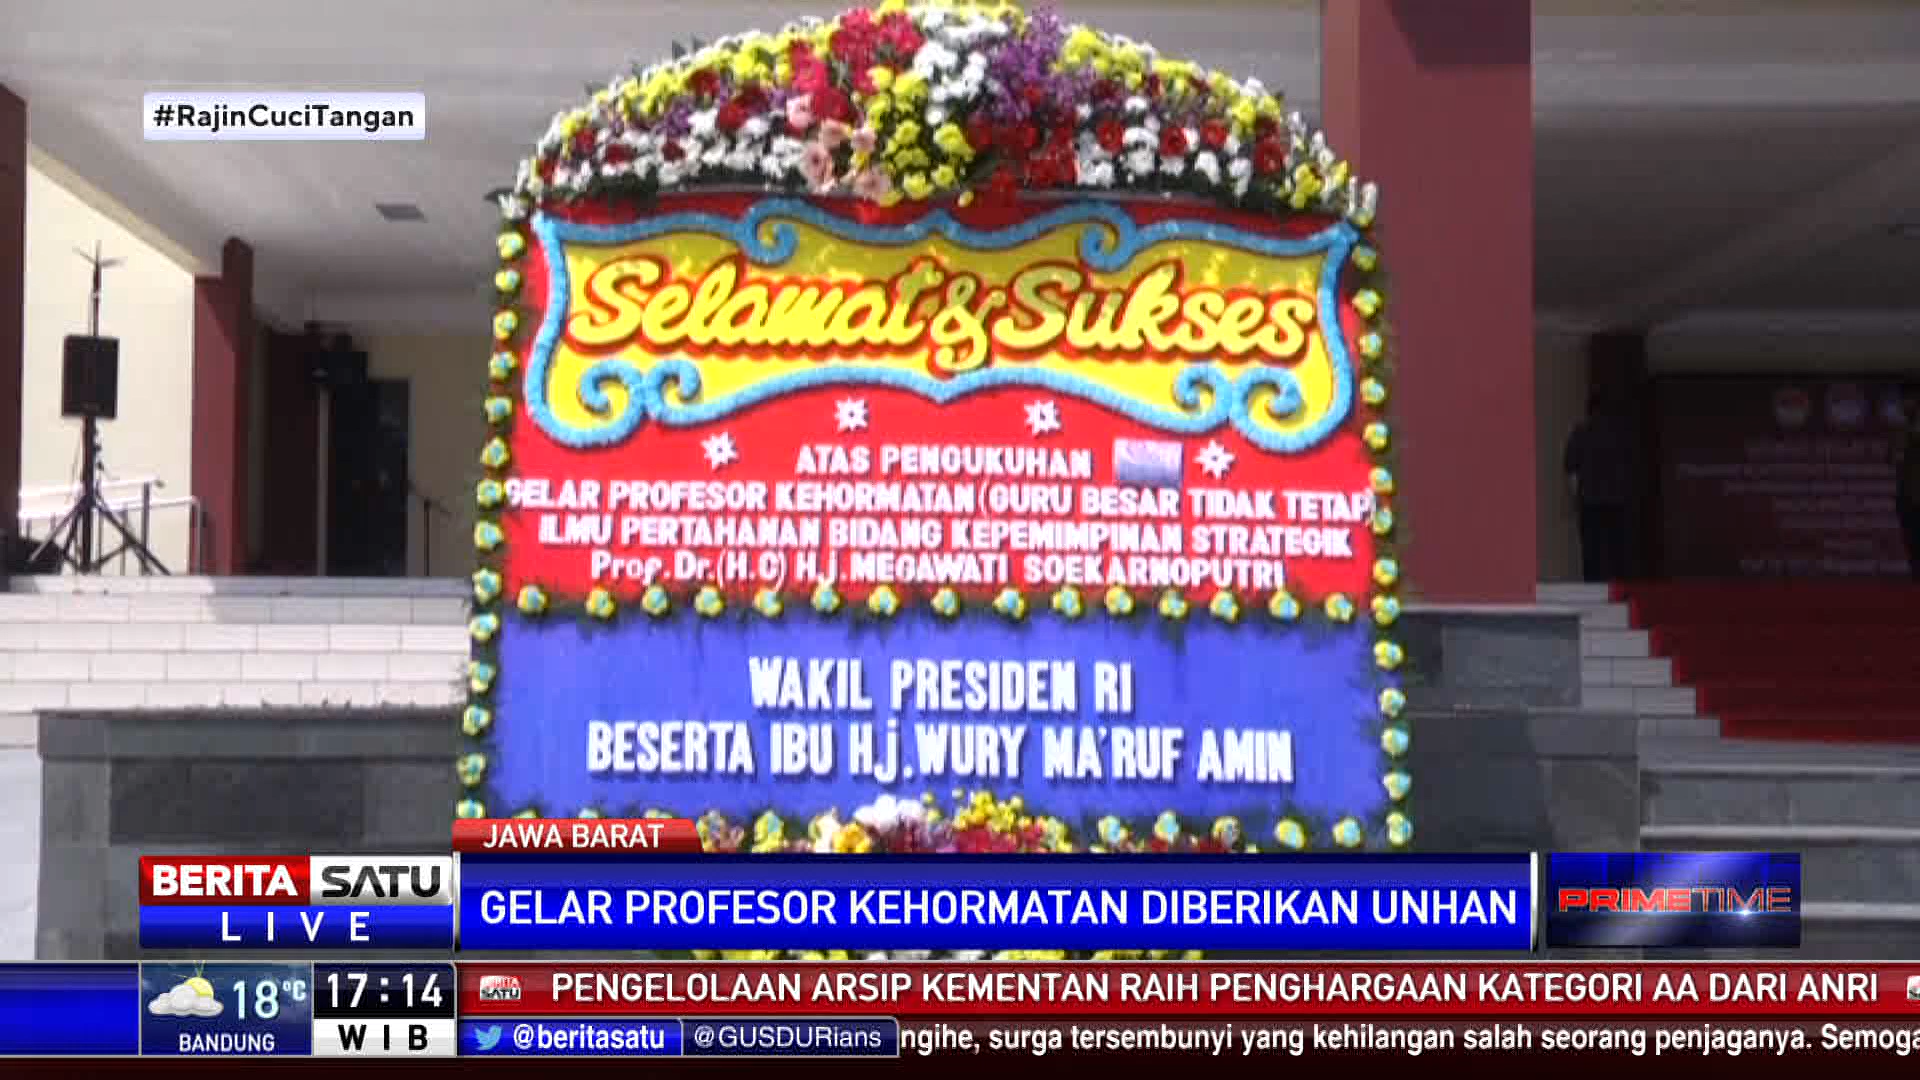 #RajinCuciTangan
Selamat & Sukses
ATAS PENGUKUHAN
GELAR PROFESOR KEHORMATAN (GURU BESAR TIDAK TETAP)
ILMU PERTAHANAN BIDANG KEPEMIMPINAN STRATEGIK
Prof.Dr.(H.C) Hj.MEGAWATI SOEKARNOPUTRI
WAKIL PRESIDEN RI
BESERTA IBU Hj.WURY MA'RUF AMIN
JAWA BARAT
BERITA SATU
LIVE
GELAR PROFESOR KEHORMATAN DIBERIKAN UNHAN
PRIMETIME
18°C
BANDUNG
17:14
WIB
BERITA SATU
PENGELOLAAN ARSIP KEMENTAN RAIH PENGHARGAAN KATEGORI AA DARI ANRI
@beritasatu
@GUSDURians
ngihe, surga tersembunyi yang kehilangan salah seorang penjaganya. Semoga